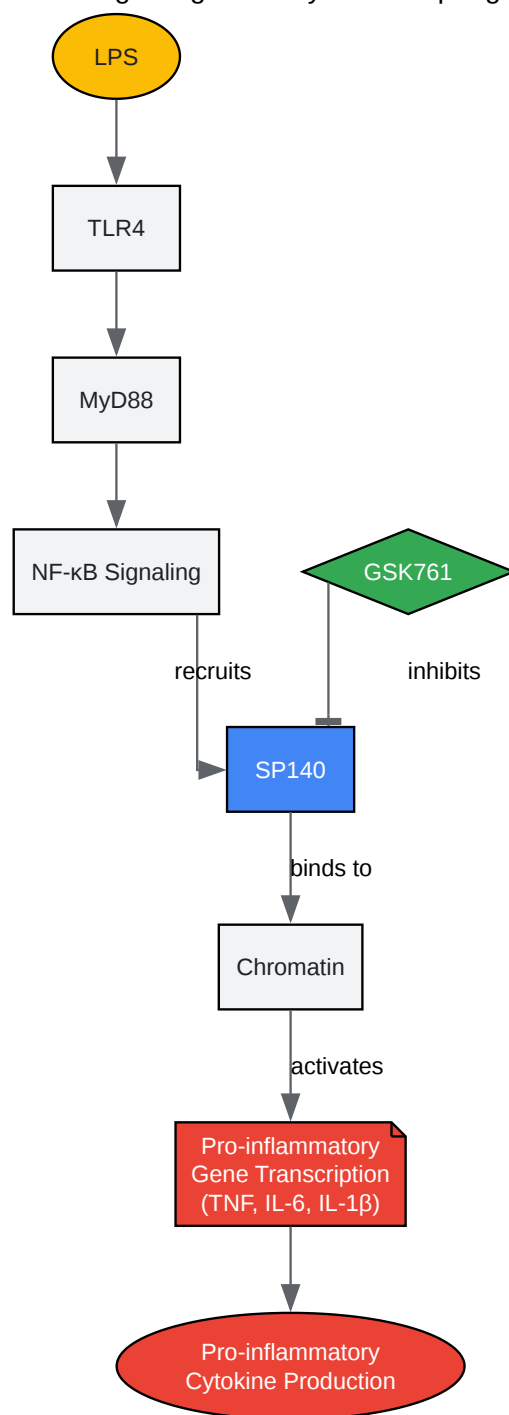 LPS
TLR4
MyD88
NF-κB Signaling
GSK761
recruits
inhibits
SP140
binds to
Chromatin
activates
Pro-inflammatory
Gene Transcription
(TNF, IL-6, IL-1β)
Pro-inflammatory
Cytokine Production